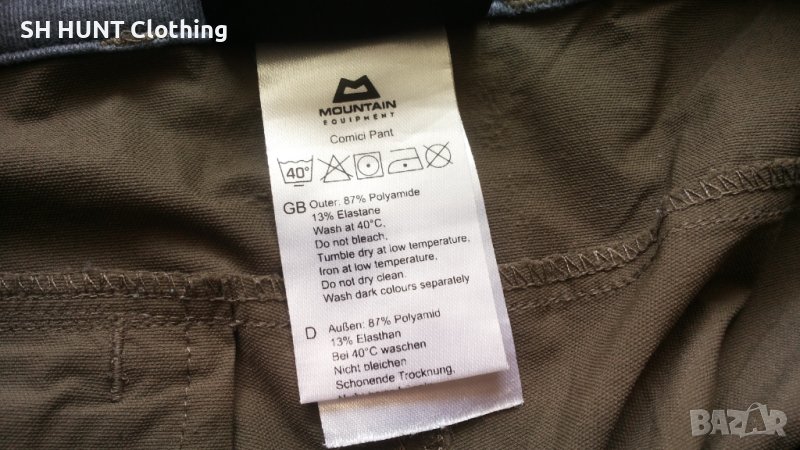 SH HUNT Clothing
MOUNTAIN
EQUIPMENT
Comici Pant
40°
GB Outer: 87% Polyamide
13% Elastane
Wash at 40°C.
Do not bleach.
Tumble dry at low temperature.
Iron at low temperature.
Do not dry clean.
Wash dark colours separately
D Außen: 87% Polyamid
13% Elasthan
Bei 40°C waschen
Nicht bleichen
Schonende Trocknung,
BAZAR